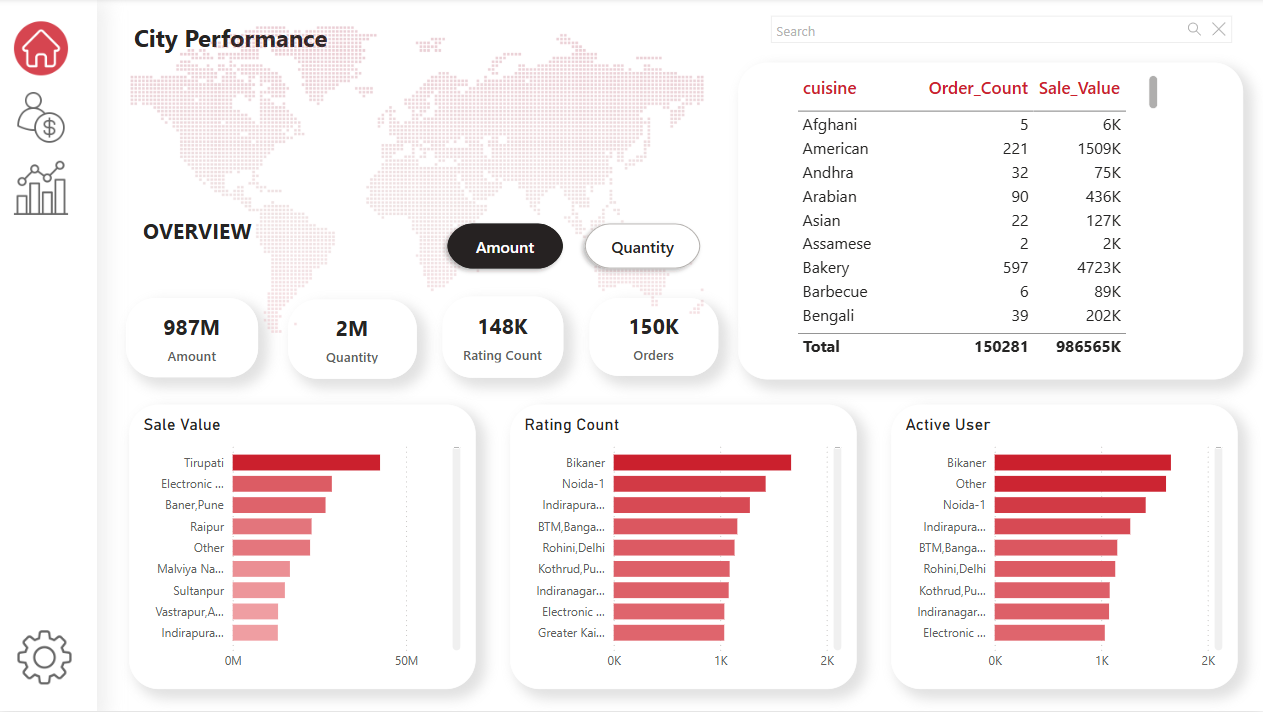 City Performance
Search
OVERVIEW
Amount
Quantity
987M
Amount
2M
Quantity
148K
Rating Count
150K
Orders
cuisine Order_Count Sale_Value
Afghani 5 6K
American 221 1509K
Andhra 32 75K
Arabian 90 436K
Asian 22 127K
Assamese 2 2K
Bakery 597 4723K
Barbecue 6 89K
Bengali 39 202K
Total 150281 986565K
Sale Value
Tirupati
Electronic ...
Baner,Pune
Raipur
Other
Malviya Na...
Sultanpur
Vastrapur,A...
Indirapura...
0M 50M
Rating Count
Bikaner
Noida-1
Indirapura...
BTM,Banga...
Rohini,Delhi
Kothrud,Pu...
Indiranagar...
Electronic ...
Greater Kai...
0K 1K 2K
Active User
Bikaner
Other
Noida-1
Indirapura...
BTM,Banga...
Rohini,Delhi
Kothrud,Pu...
Indiranagar...
Electronic ...
0K 1K 2K